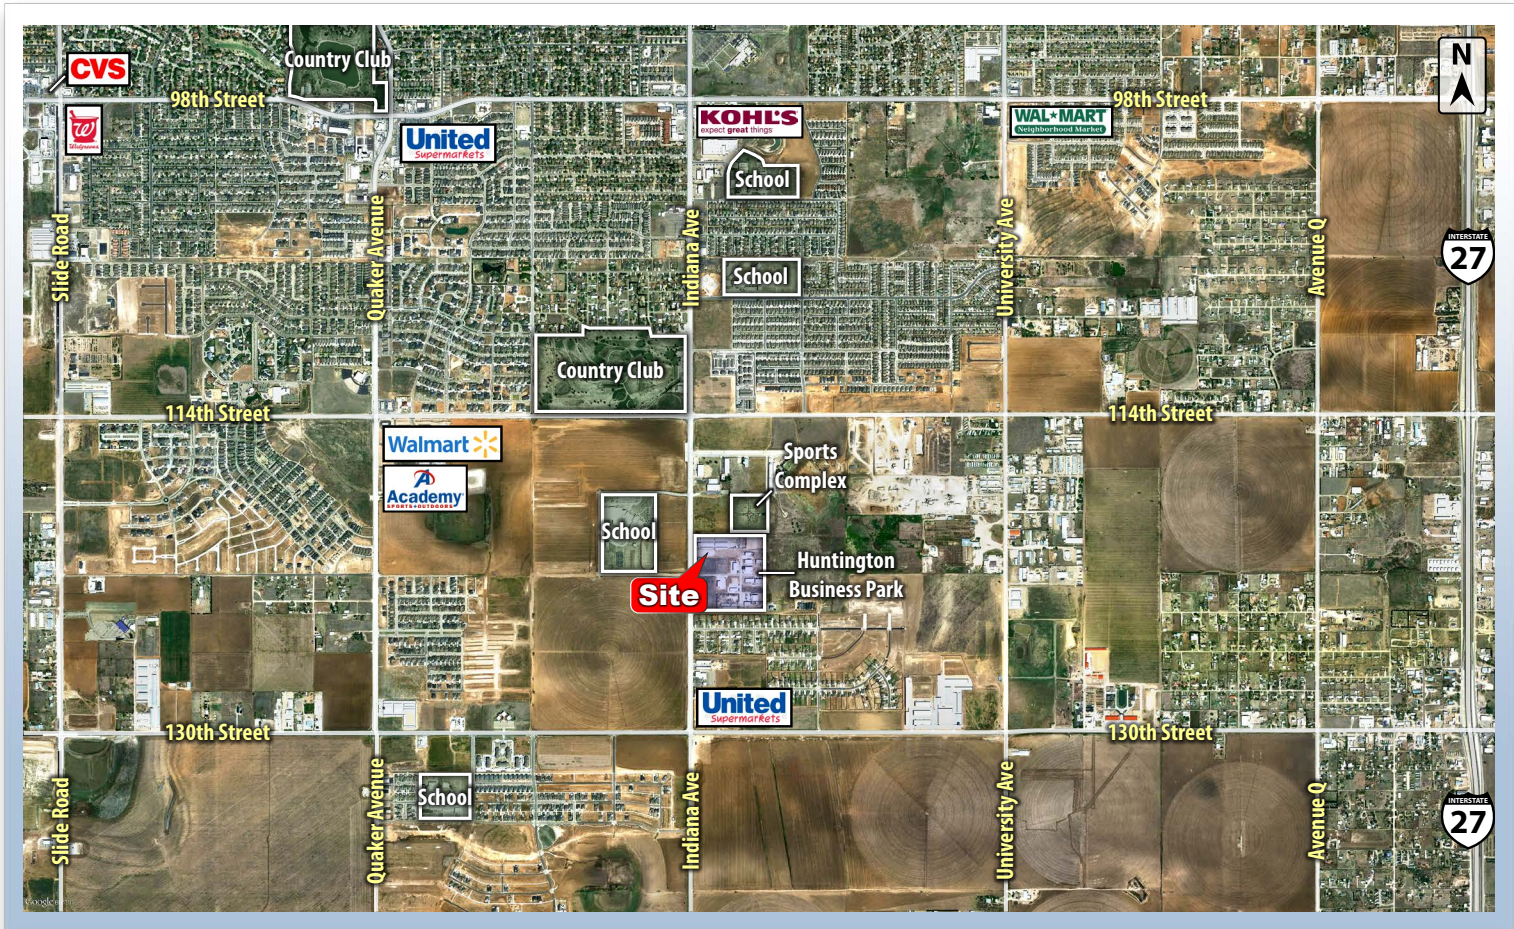 Country Club
N
CVS
98th Street
98th Street
Walgreens
United
Supermarkets
KOHL'S
expect great things
WAL★MART
Neighborhood Market
School
Slide Road
Quaker Avenue
Indiana Ave
University Ave
Avenue Q
INTERSTATE
27
School
Country Club
114th Street
114th Street
Walmart
Academy
SPORTS+OUTDOORS
Sports
Complex
School
Huntington
Business Park
Site
United
Supermarkets
130th Street
130th Street
Slide Road
Quaker Avenue
School
Indiana Ave
University Ave
Avenue Q
INTERSTATE
27
Google